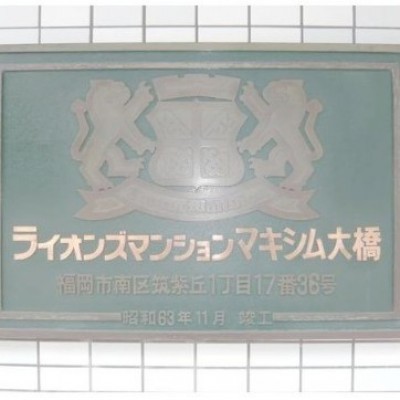 ライオンズマンションマキシム大橋
福岡市南区筑紫丘1丁目17番36号
昭和63年11月 竣工